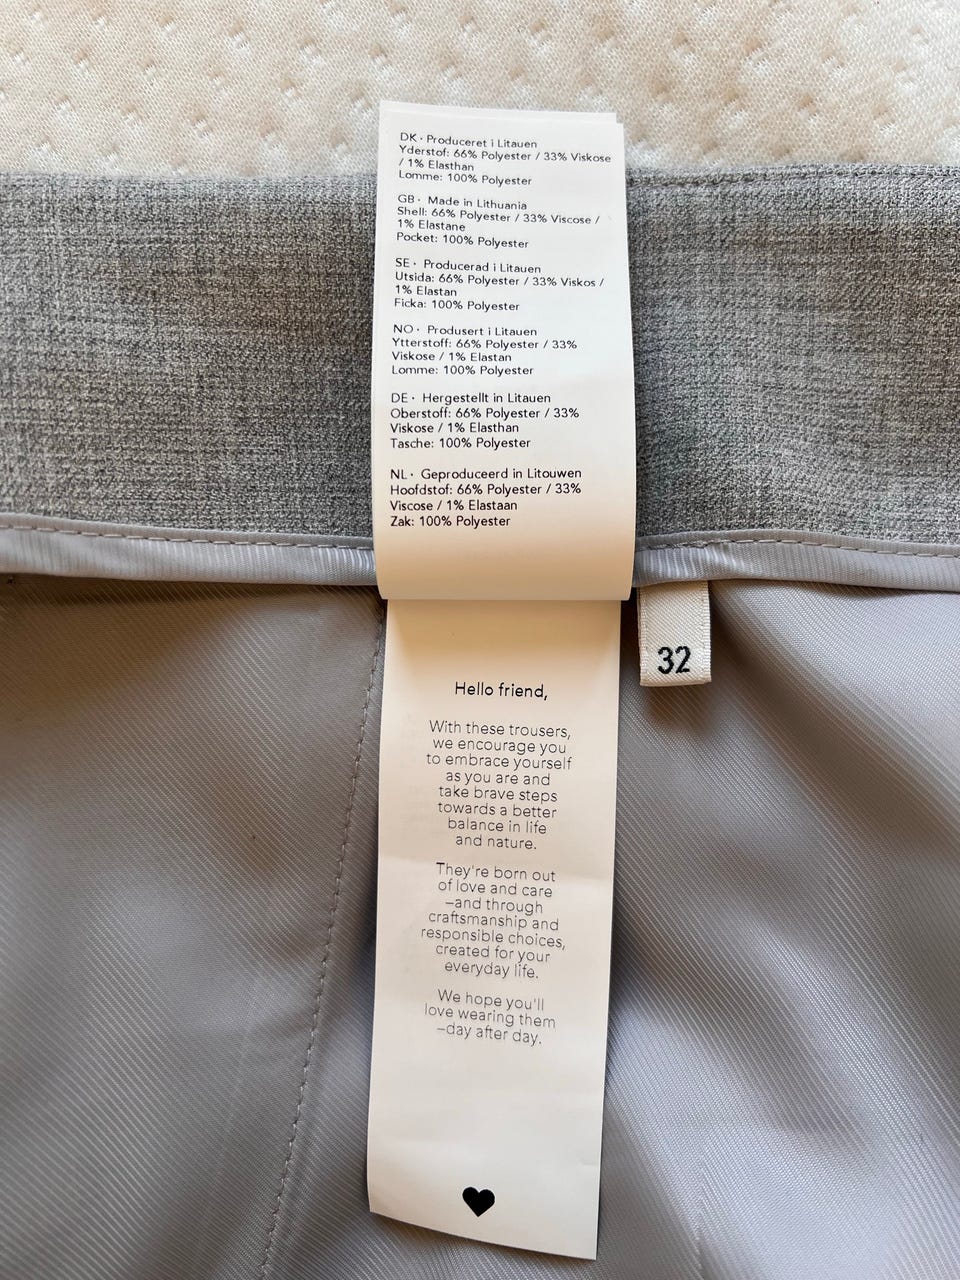 DK · Produceret i Litauen
Yderstof: 66% Polyester / 33% Viskose
/ 1% Elasthan
Lomme: 100% Polyester
GB · Made in Lithuania
Shell: 66% Polyester / 33% Viscose /
1% Elastane
Pocket: 100% Polyester
SE · Producerad i Litauen
Utsida: 66% Polyester / 33% Viskos /
1% Elastan
Ficka: 100% Polyester
NO · Produsert i Litauen
Ytterstoff: 66% Polyester / 33%
Viskose / 1% Elastan
Lomme: 100% Polyester
DE · Hergestellt in Litauen
Oberstoff: 66% Polyester / 33%
Viskose / 1% Elasthan
Tasche: 100% Polyester
NL · Geproduceerd in Litouwen
Hoofdstof: 66% Polyester / 33%
Viscose / 1% Elastaan
Zak: 100% Polyester
32
Hello friend,
With these trousers,
we encourage you
to embrace yourself
as you are and
take brave steps
towards a better
balance in life
and nature.
They're born out
of love and care
–and through
craftsmanship and
responsible choices,
created for your
everyday life.
We hope you'll
love wearing them
–day after day.